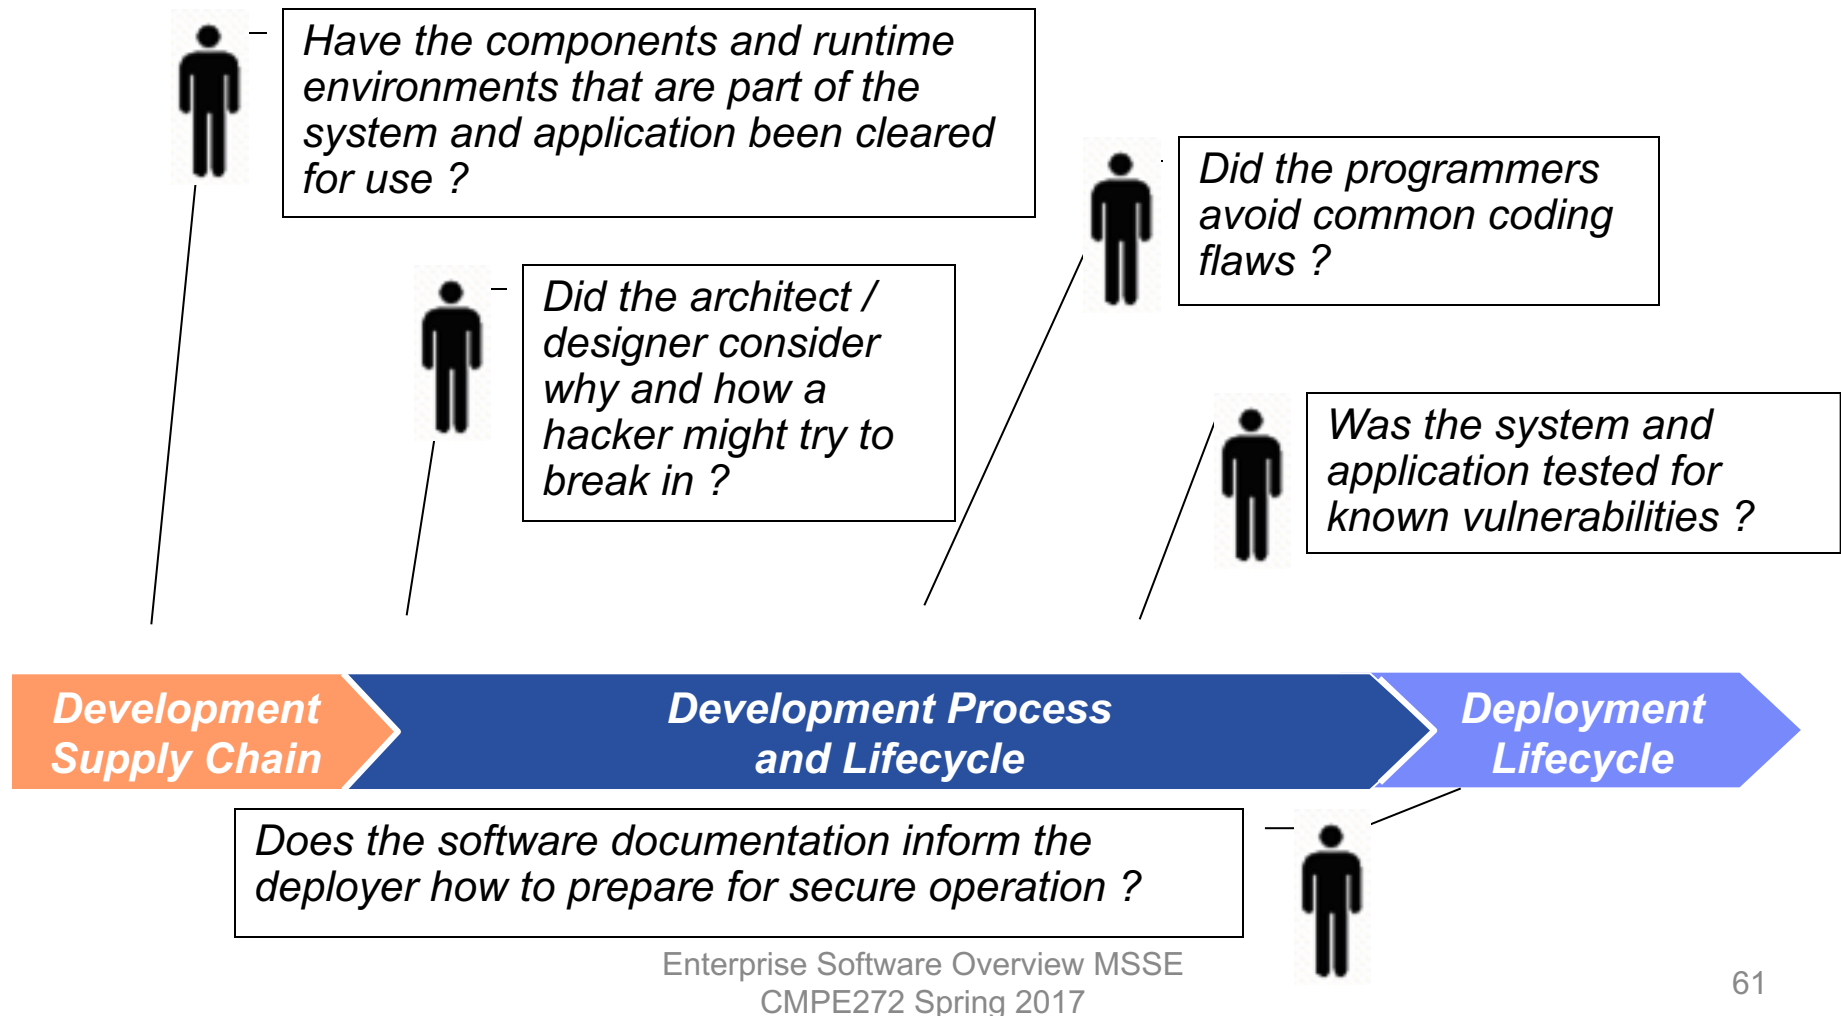 Have the components and runtime
environments that are part of the
system and application been cleared
for use ?
Did the programmers
avoid common coding
flaws ?
Did the architect /
designer consider
why and how a
hacker might try to
break in ?
Was the system and
application tested for
known vulnerabilities ?
Development
Supply Chain
Development Process
and Lifecycle
Deployment
Lifecycle
Does the software documentation inform the
deployer how to prepare for secure operation ?
Enterprise Software Overview MSSE
CMPE272 Spring 2017
61